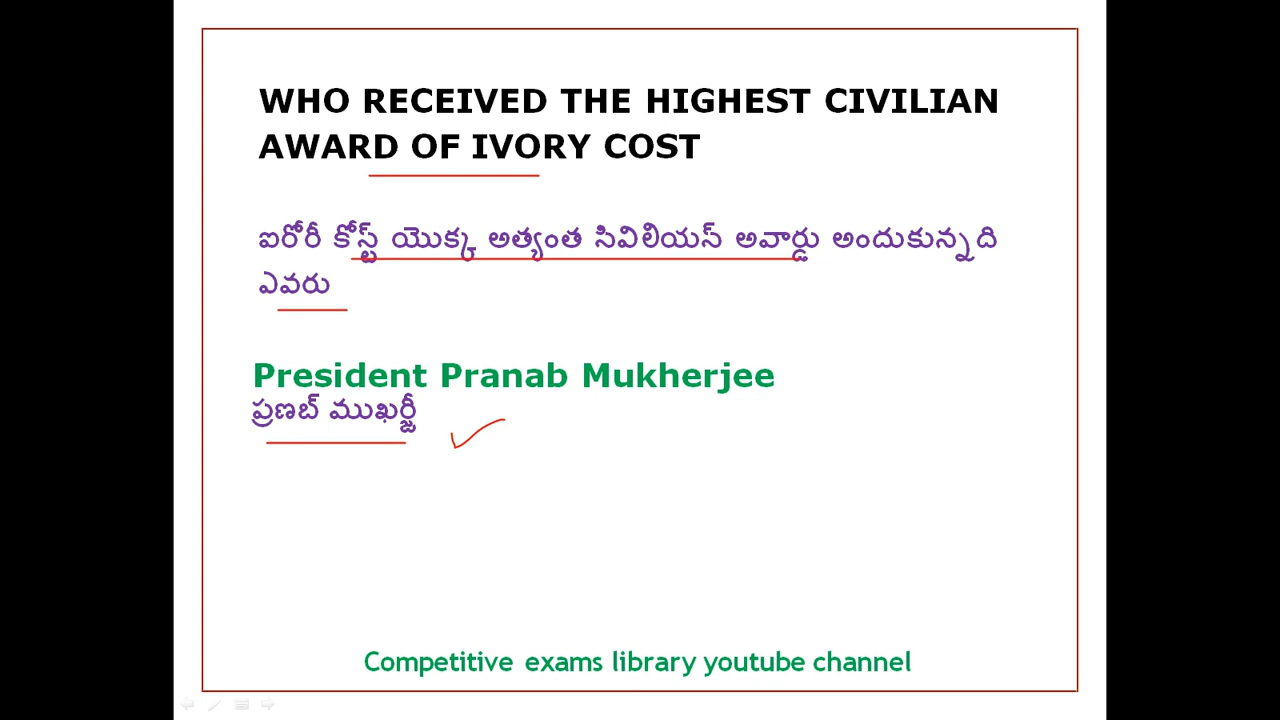 WHO RECEIVED THE HIGHEST CIVILIAN
AWARD OF IVORY COST
ఐరోరీ కోస్ట్ యొక్క అత్యంత సివిలియన్ అవార్డు అందుకున్నది
ఎవరు
President Pranab Mukherjee
ప్రణబ్ ముఖర్జీ
Competitive exams library youtube channel